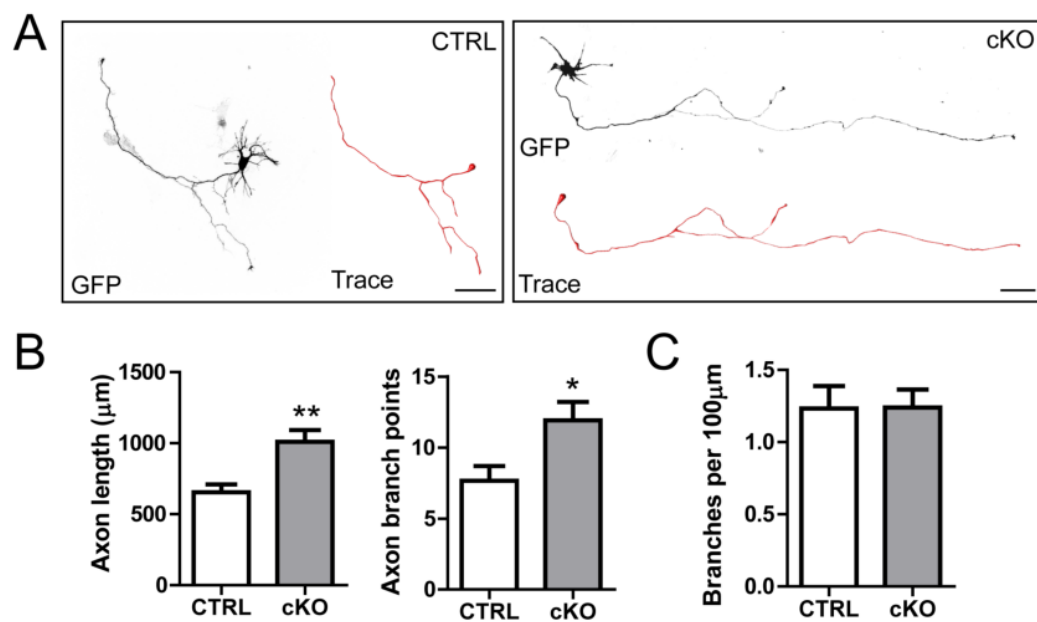 A
CTRL
GFP
Trace
cKO
GFP
Trace
B
Axon length (μm)
1500
1000
500
0
**
CTRL
cKO
Axon branch points
15
10
5
0
*
CTRL
cKO
C
Branches per 100μm
1.5
1.0
0.5
0.0
CTRL
cKO